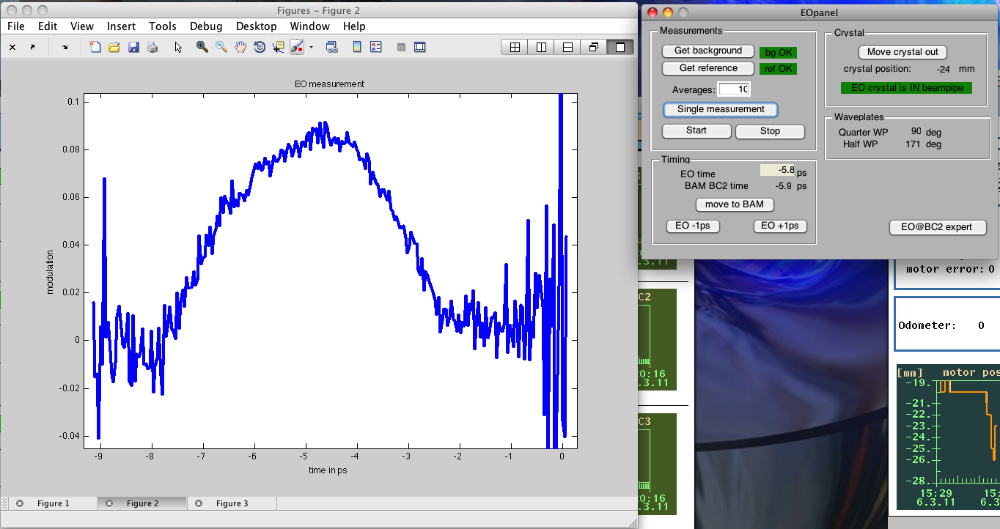 Figures - Figure 2
File Edit View Insert Tools Debug Desktop Window Help
EO measurement
0.1
0.08
0.06
0.04
0.02
0
-0.02
-0.04
modulation
-9 -8 -7 -6 -5 -4 -3 -2 -1 0
time in ps
Figure 1 Figure 2 Figure 3
EOpanel
Measurements
Get background bg OK
Get reference ref OK
Averages: 10
Single measurement
Start Stop
Timing
EO time -5.8 ps
BAM BC2 time -5.9 ps
move to BAM
EO -1ps EO +1ps
Crystal
Move crystal out
crystal position: -24 mm
EO crystal is IN beampipe
Waveplates
Quarter WP 90 deg
Half WP 171 deg
EO@BC2 expert
3.11
C2
20:16
.3.11
C3
20:16
.3.11
motor error: 0
Odometer: 0
[mm] motor pos
-19.
-21.
-22.
-23.
-24.
-25.
-26.
-28.
15:29 15:
6.3.11 6.3